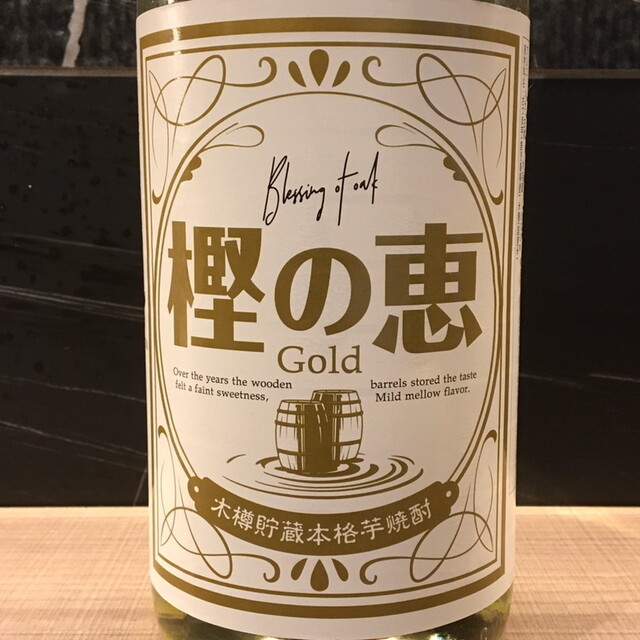 Blessing of oak
樫の恵
Gold
Over the years the wooden barrels stored the taste
felt a faint sweetness, Mild mellow flavor.
木樽貯蔵本格芋焼酎